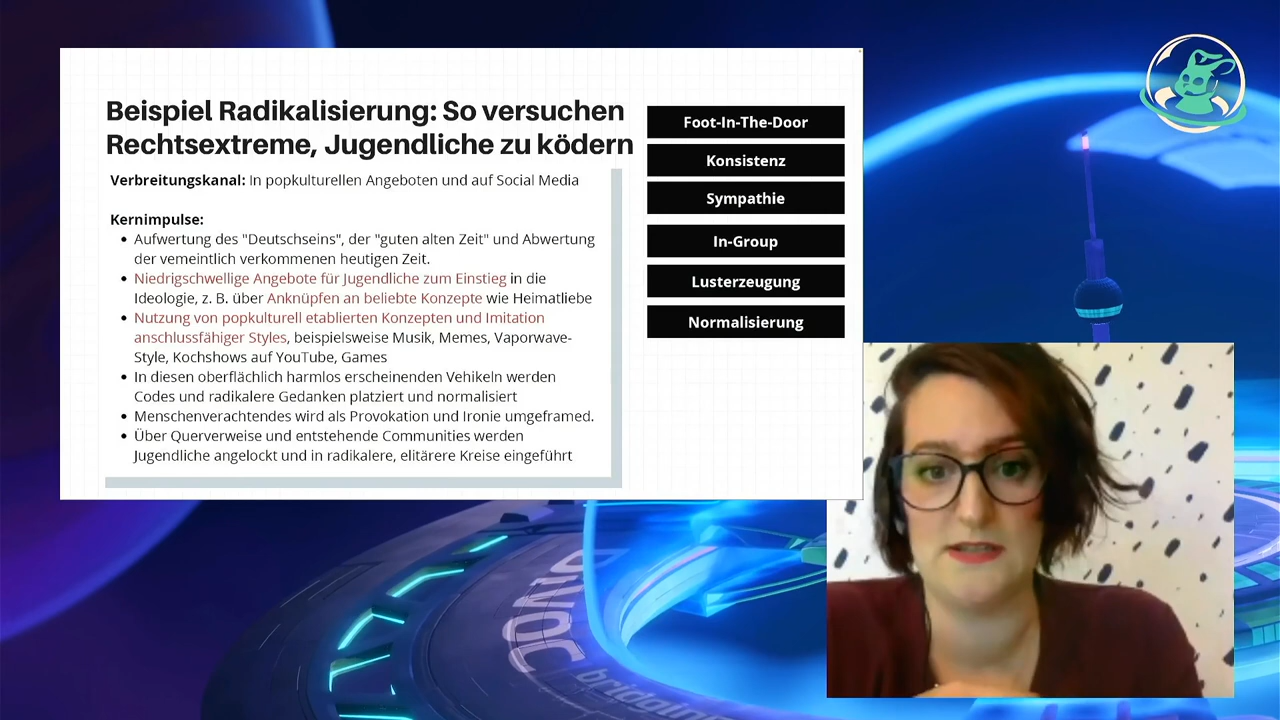 Beispiel Radikalisierung: So versuchen
Rechtsextreme, Jugendliche zu ködern
Verbreitungskanal: In popkulturellen Angeboten und auf Social Media
Kernimpulse:
• Aufwertung des "Deutschseins", der "guten alten Zeit" und Abwertung
der vemeintlich verkommenen heutigen Zeit.
• Niedrigschwellige Angebote für Jugendliche zum Einstieg in die
Ideologie, z. B. über Anknüpfen an beliebte Konzepte wie Heimatliebe
• Nutzung von popkulturell etablierten Konzepten und Imitation
anschlussfähiger Styles, beispielsweise Musik, Memes, Vaporwave-
Style, Kochshows auf YouTube, Games
• In diesen oberflächlich harmlos erscheinenden Vehikeln werden
Codes und radikalere Gedanken platziert und normalisiert
• Menschenverachtendes wird als Provokation und Ironie umgeframed.
• Über Querverweise und entstehende Communities werden
Jugendliche angelockt und in radikalere, elitärere Kreise eingeführt
Foot-In-The-Door
Konsistenz
Sympathie
In-Group
Lusterzeugung
Normalisierung
DiVOC